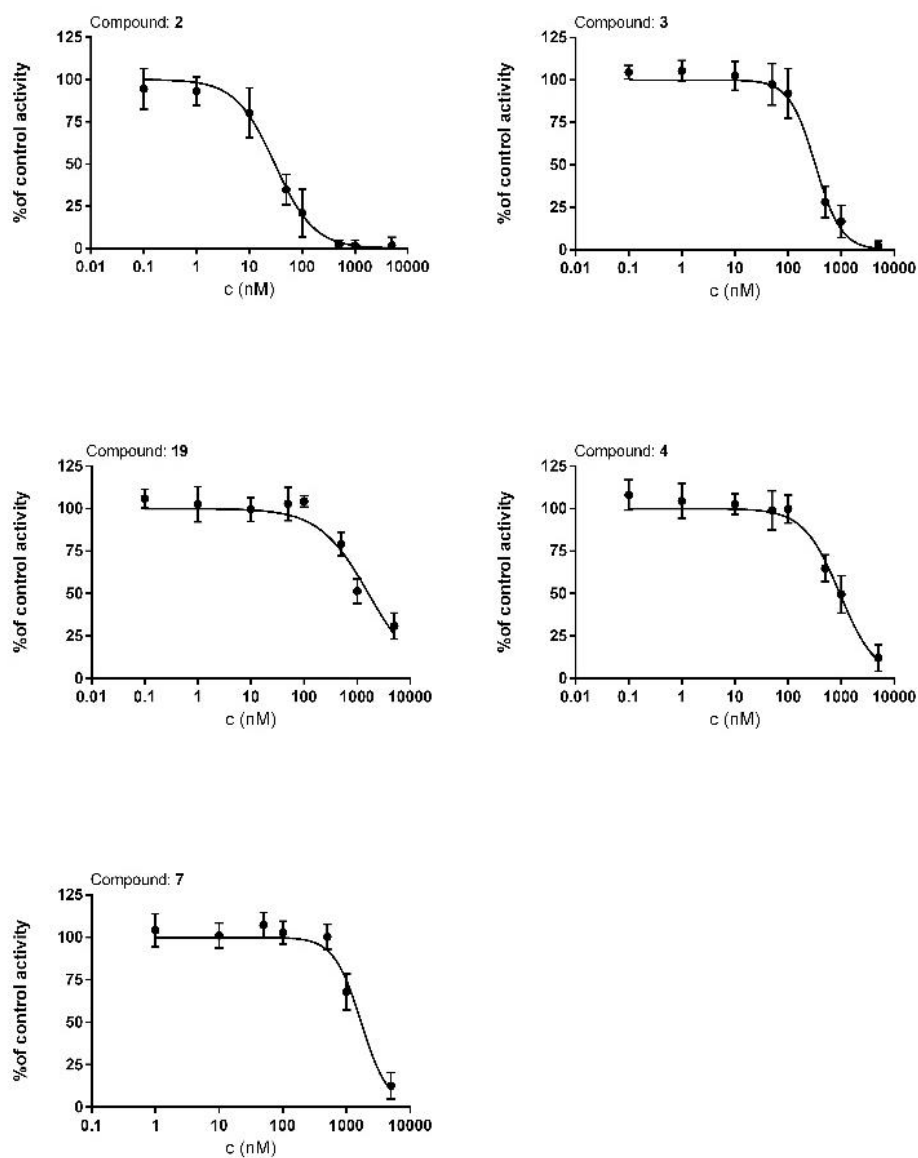 Compound: 2
125
100
75
50
25
0
0.01 0.1 1 10 100 1000 10000
c (nM)
%of control activity
Compound: 3
125
100
75
50
25
0
0.01 0.1 1 10 100 1000 10000
c (nM)
%of control activity
Compound: 19
125
100
75
50
25
0
0.01 0.1 1 10 100 1000 10000
c (nM)
%of control activity
Compound: 4
125
100
75
50
25
0
0.01 0.1 1 10 100 1000 10000
c (nM)
%of control activity
Compound: 7
125
100
75
50
25
0
0.1 1 10 100 1000 10000
c (nM)
%of control activity